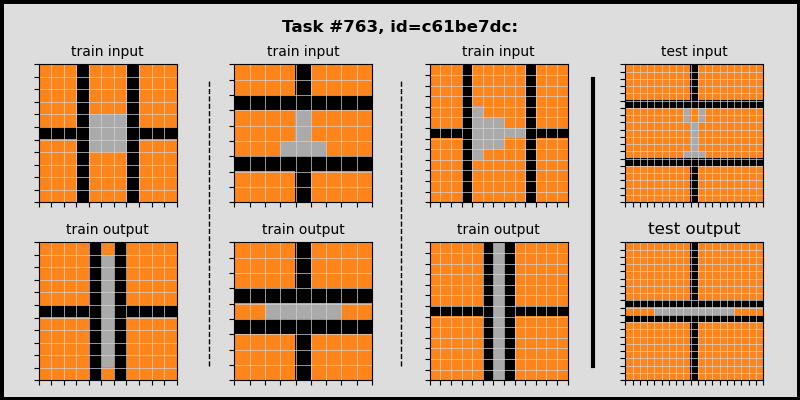 Task #763, id=c61be7dc:
train input
train input
train input
test input
train output
train output
train output
test output